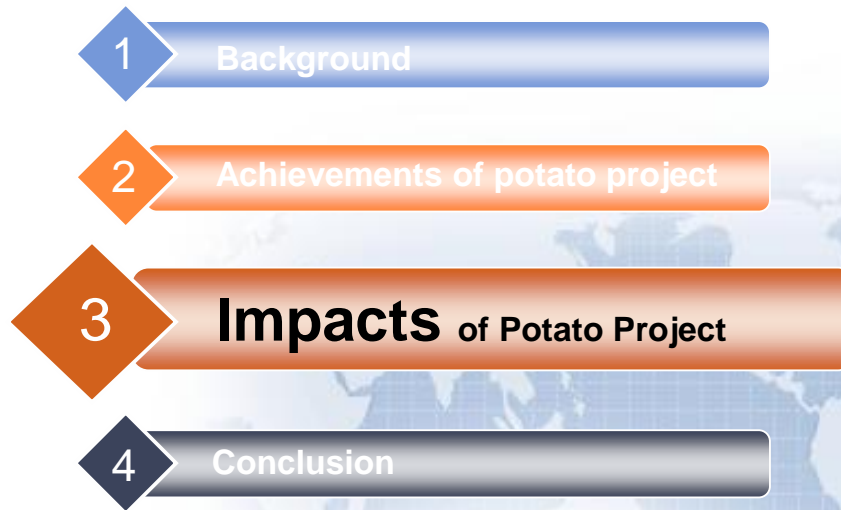 1 Background
2 Achievements of potato project
3 Impacts of Potato Project
4 Conclusion